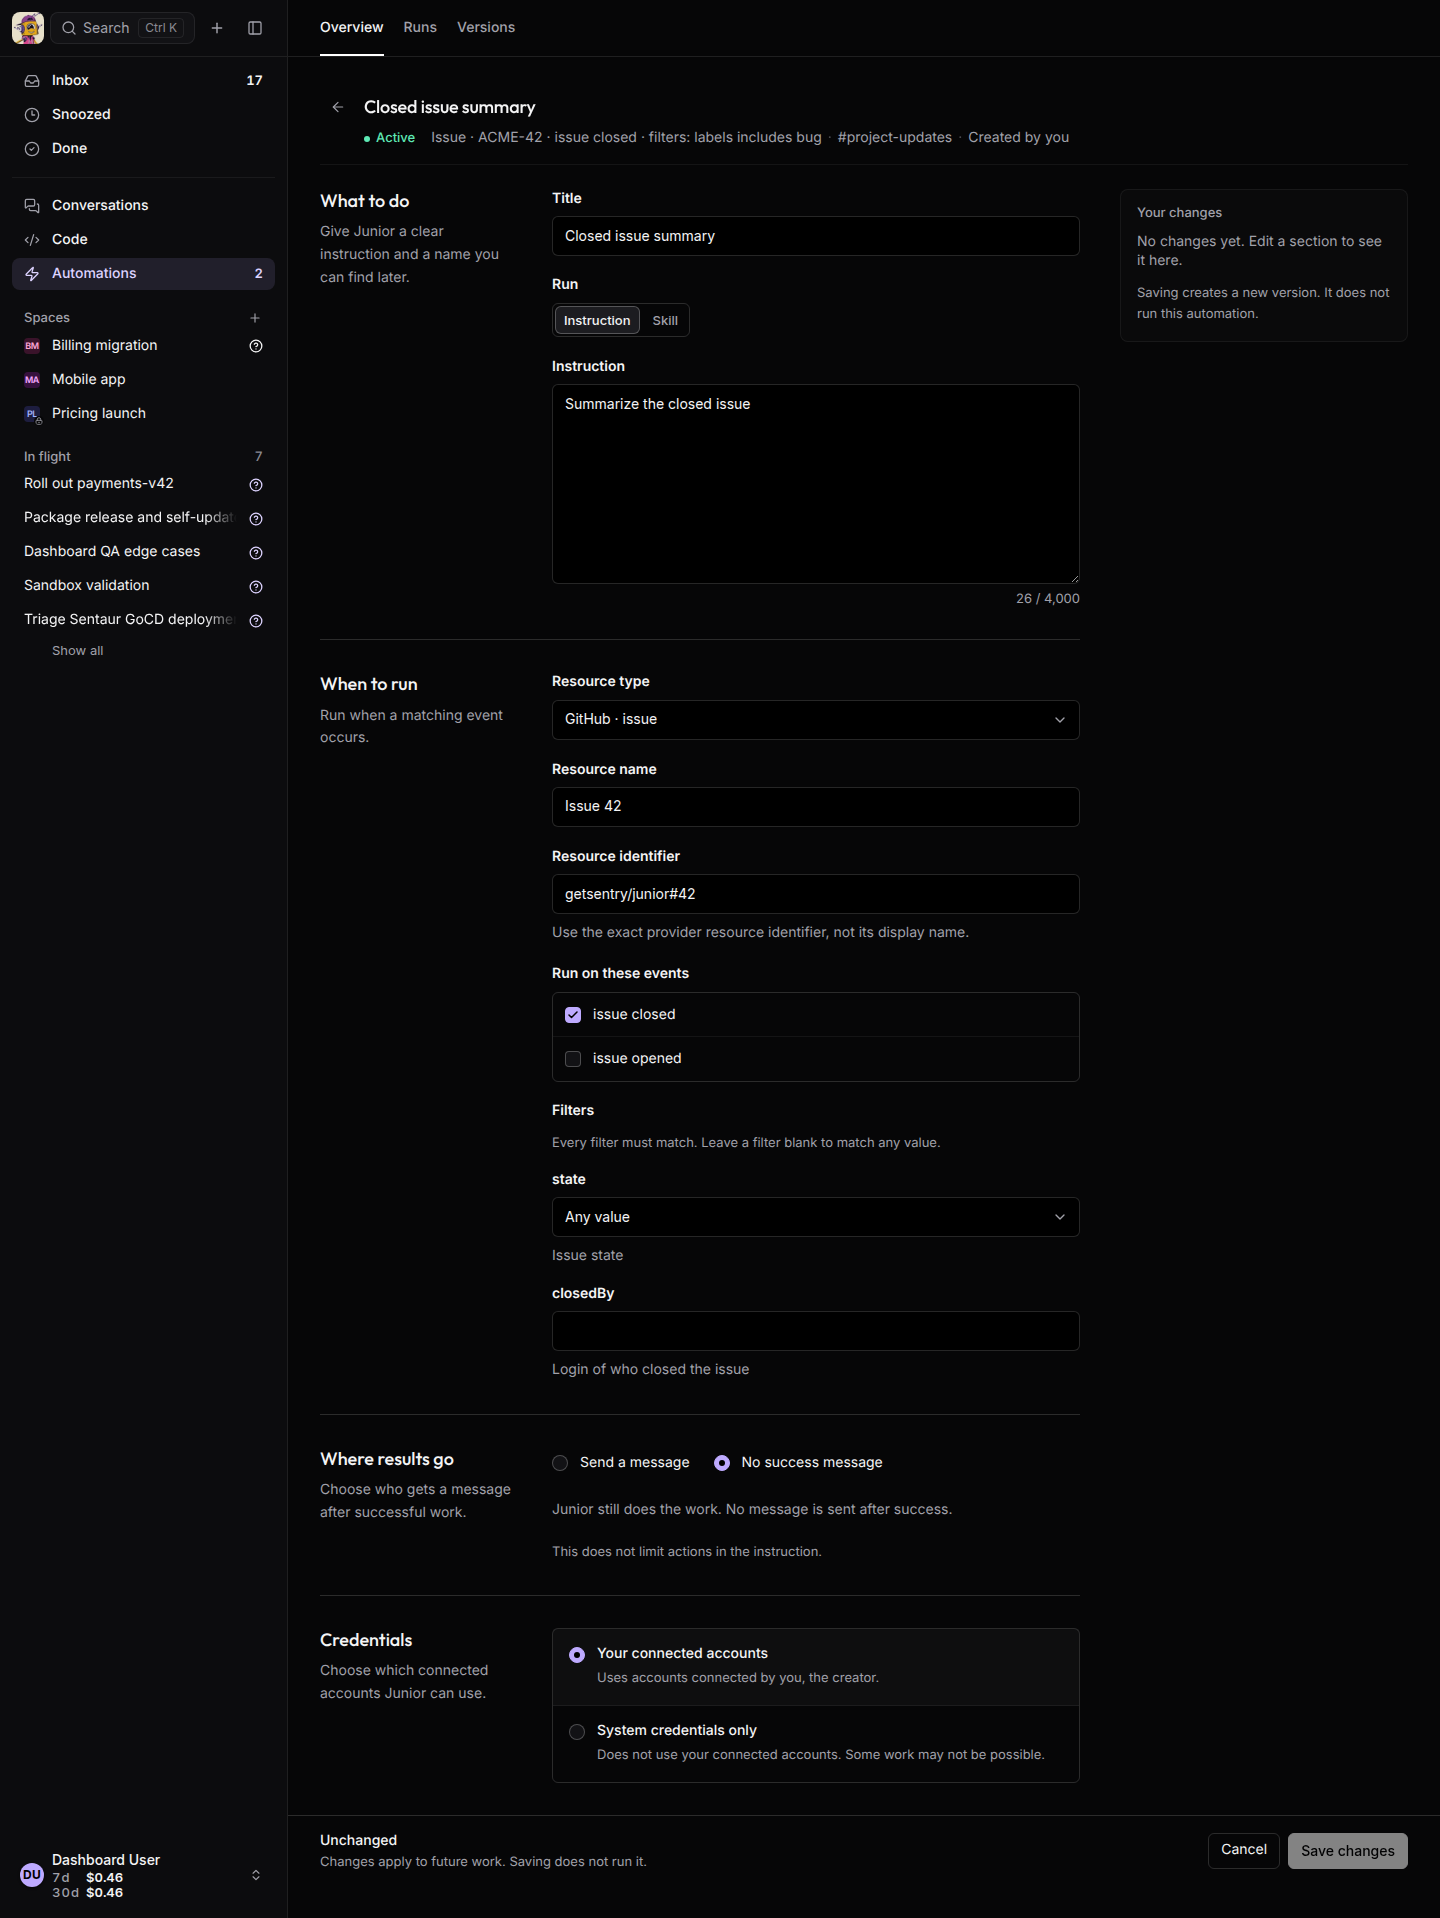 Search Ctrl K
Inbox 17
Snoozed
Done
Conversations
Code
Automations 2
Spaces
BM Billing migration
MA Mobile app
PL Pricing launch
In flight 7
Roll out payments-v42
Package release and self-updat
Dashboard QA edge cases
Sandbox validation
Triage Sentaur GoCD deployme
Show all
DU Dashboard User
7d $0.46
30d $0.46
Overview Runs Versions
Closed issue summary
Active Issue · ACME-42 · issue closed · filters: labels includes bug · #project-updates · Created by you
What to do
Give Junior a clear
instruction and a name you
can find later.
Title
Closed issue summary
Run
Instruction Skill
Instruction
Summarize the closed issue
26 / 4,000
Your changes
No changes yet. Edit a section to see
it here.
Saving creates a new version. It does not
run this automation.
When to run
Run when a matching event
occurs.
Resource type
GitHub · issue
Resource name
Issue 42
Resource identifier
getsentry/junior#42
Use the exact provider resource identifier, not its display name.
Run on these events
issue closed
issue opened
Filters
Every filter must match. Leave a filter blank to match any value.
state
Any value
Issue state
closedBy
Login of who closed the issue
Where results go
Choose who gets a message
after successful work.
Send a message No success message
Junior still does the work. No message is sent after success.
This does not limit actions in the instruction.
Credentials
Choose which connected
accounts Junior can use.
Your connected accounts
Uses accounts connected by you, the creator.
System credentials only
Does not use your connected accounts. Some work may not be possible.
Unchanged
Changes apply to future work. Saving does not run it.
Cancel Save changes